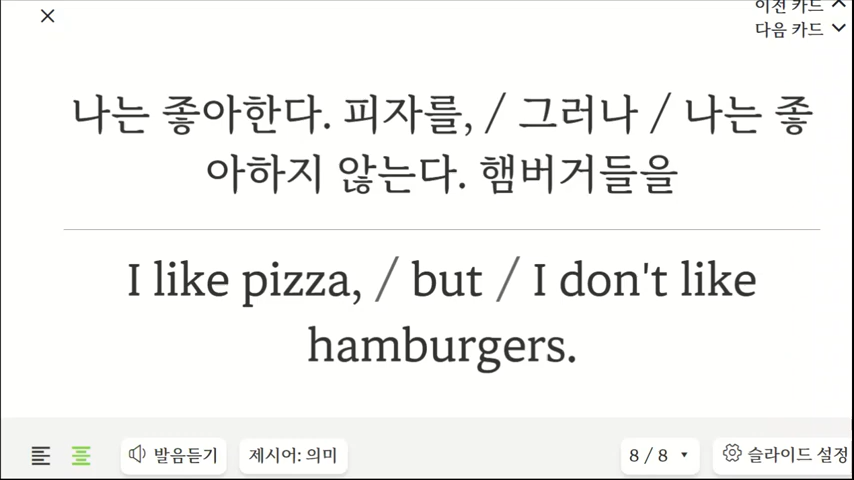 이전 카드
다음 카드
나는 좋아한다. 피자를, / 그러나 / 나는 좋
아하지 않는다. 햄버거들을
I like pizza, / but / I don't like
hamburgers.
발음듣기 제시어: 의미 8 / 8 슬라이드 설정